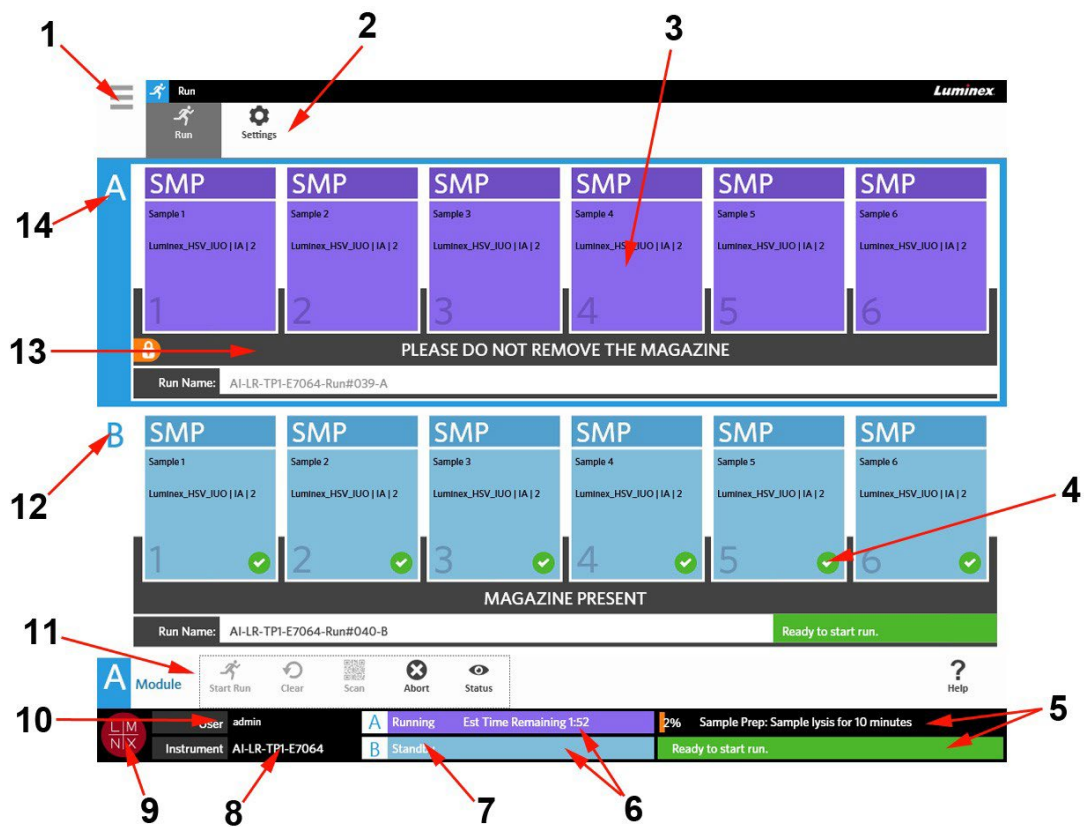 1
2
3
Run
Luminex
Run
Settings
A
SMP
SMP
SMP
SMP
SMP
SMP
Sample 1
Sample 2
Sample 3
Sample 4
Sample 5
Sample 6
14
Luminex_HSV_IUO | IA | 2
Luminex_HSV_IUO | IA | 2
Luminex_HSV_IUO | IA | 2
Luminex_HSV_IUO | IA | 2
Luminex_HSV_IUO | IA | 2
Luminex_HSV_IUO | IA | 2
1
2
3
4
5
6
13
PLEASE DO NOT REMOVE THE MAGAZINE
Run Name: AI-LR-TP1-E7064-Run#039-A
B
SMP
SMP
SMP
SMP
SMP
SMP
Sample 1
Sample 2
Sample 3
Sample 4
Sample 5
Sample 6
12
Luminex_HSV_IUO | IA | 2
Luminex_HSV_IUO | IA | 2
Luminex_HSV_IUO | IA | 2
Luminex_HSV_IUO | IA | 2
Luminex_HSV_IUO | IA | 2
Luminex_HSV_IUO | IA | 2
4
1
2
3
4
5
6
MAGAZINE PRESENT
11
Run Name: AI-LR-TP1-E7064-Run#040-B
Ready to start run.
A Module
Start Run
Clear
Scan
Abort
Status
Help
10
User admin
A Running Est Time Remaining 1:52
2% Sample Prep: Sample lysis for 10 minutes
5
LM
NX
Instrument AI-LR-TP1-E7064
B Standby
Ready to start run.
9
8
7
6